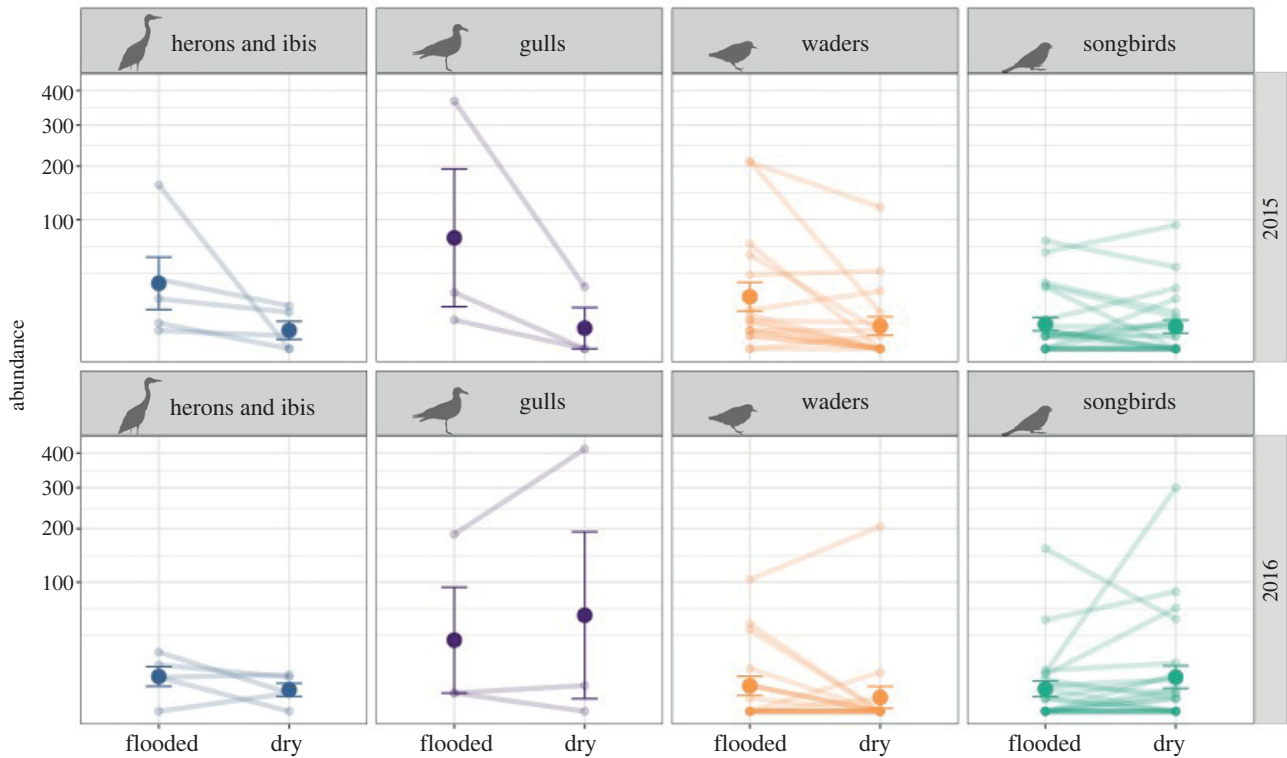 herons and ibis
gulls
waders
songbirds
400
300
200
100
2015
abundance
herons and ibis
gulls
waders
songbirds
400
300
200
100
2016
flooded dry flooded dry flooded dry flooded dry